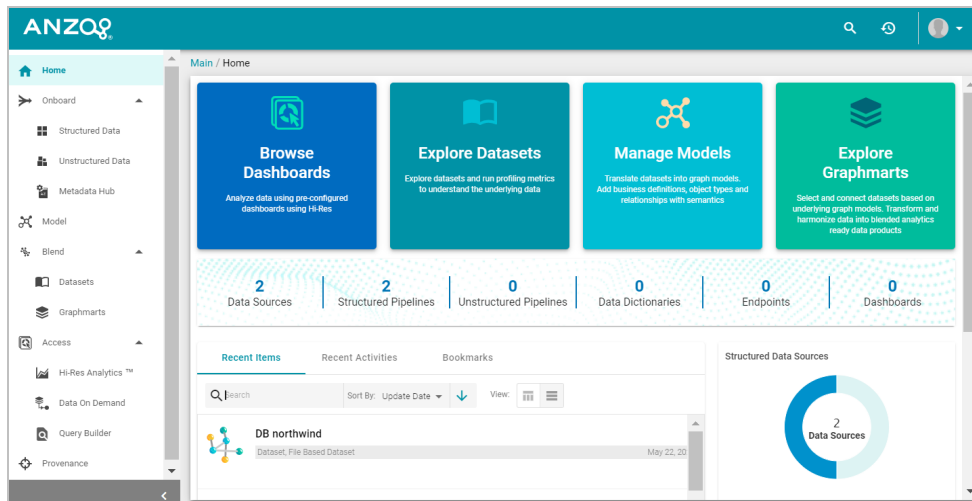 ANZO®
Main / Home
Home
Onboard
Structured Data
Unstructured Data
Metadata Hub
Model
Blend
Datasets
Graphmarts
Access
Hi-Res Analytics ™
Data On Demand
Query Builder
Provenance
Browse
Dashboards
Analyze data using pre-configured
dashboards using Hi-Res
Explore Datasets
Explore datasets and run profiling metrics
to understand the underlying data
Manage Models
Translate datasets into graph models.
Add business definitions, object types and
relationships with semantics
Explore
Graphmarts
Select and connect datasets based on
underlying graph models. Transform and
harmonize data into blended analytics
ready data products
2
Data Sources
2
Structured Pipelines
0
Unstructured Pipelines
0
Data Dictionaries
0
Endpoints
0
Dashboards
Recent Items Recent Activities Bookmarks
Search Sort By: Update Date View:
DB northwind
Dataset, File Based Dataset May 22, 20
Structured Data Sources
2
Data Sources